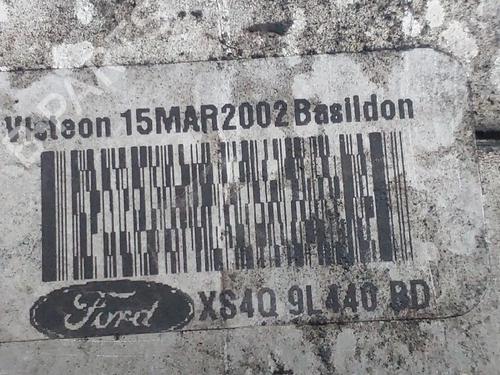 Visteon 15MAR2002 Basildon
Ford XS4Q 9L440 BD